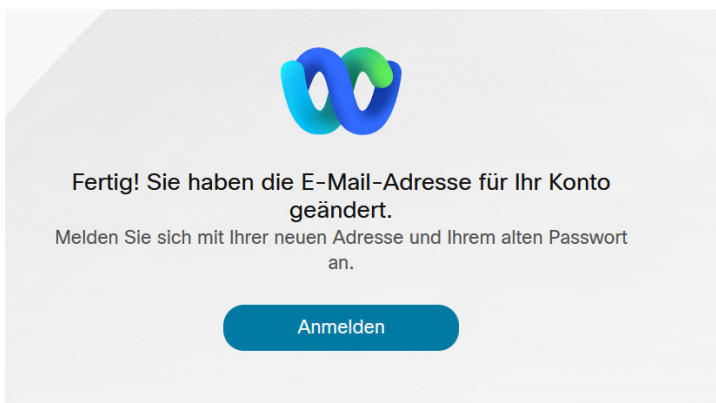 Fertig! Sie haben die E-Mail-Adresse für Ihr Konto
geändert.
Melden Sie sich mit Ihrer neuen Adresse und Ihrem alten Passwort
an.
Anmelden